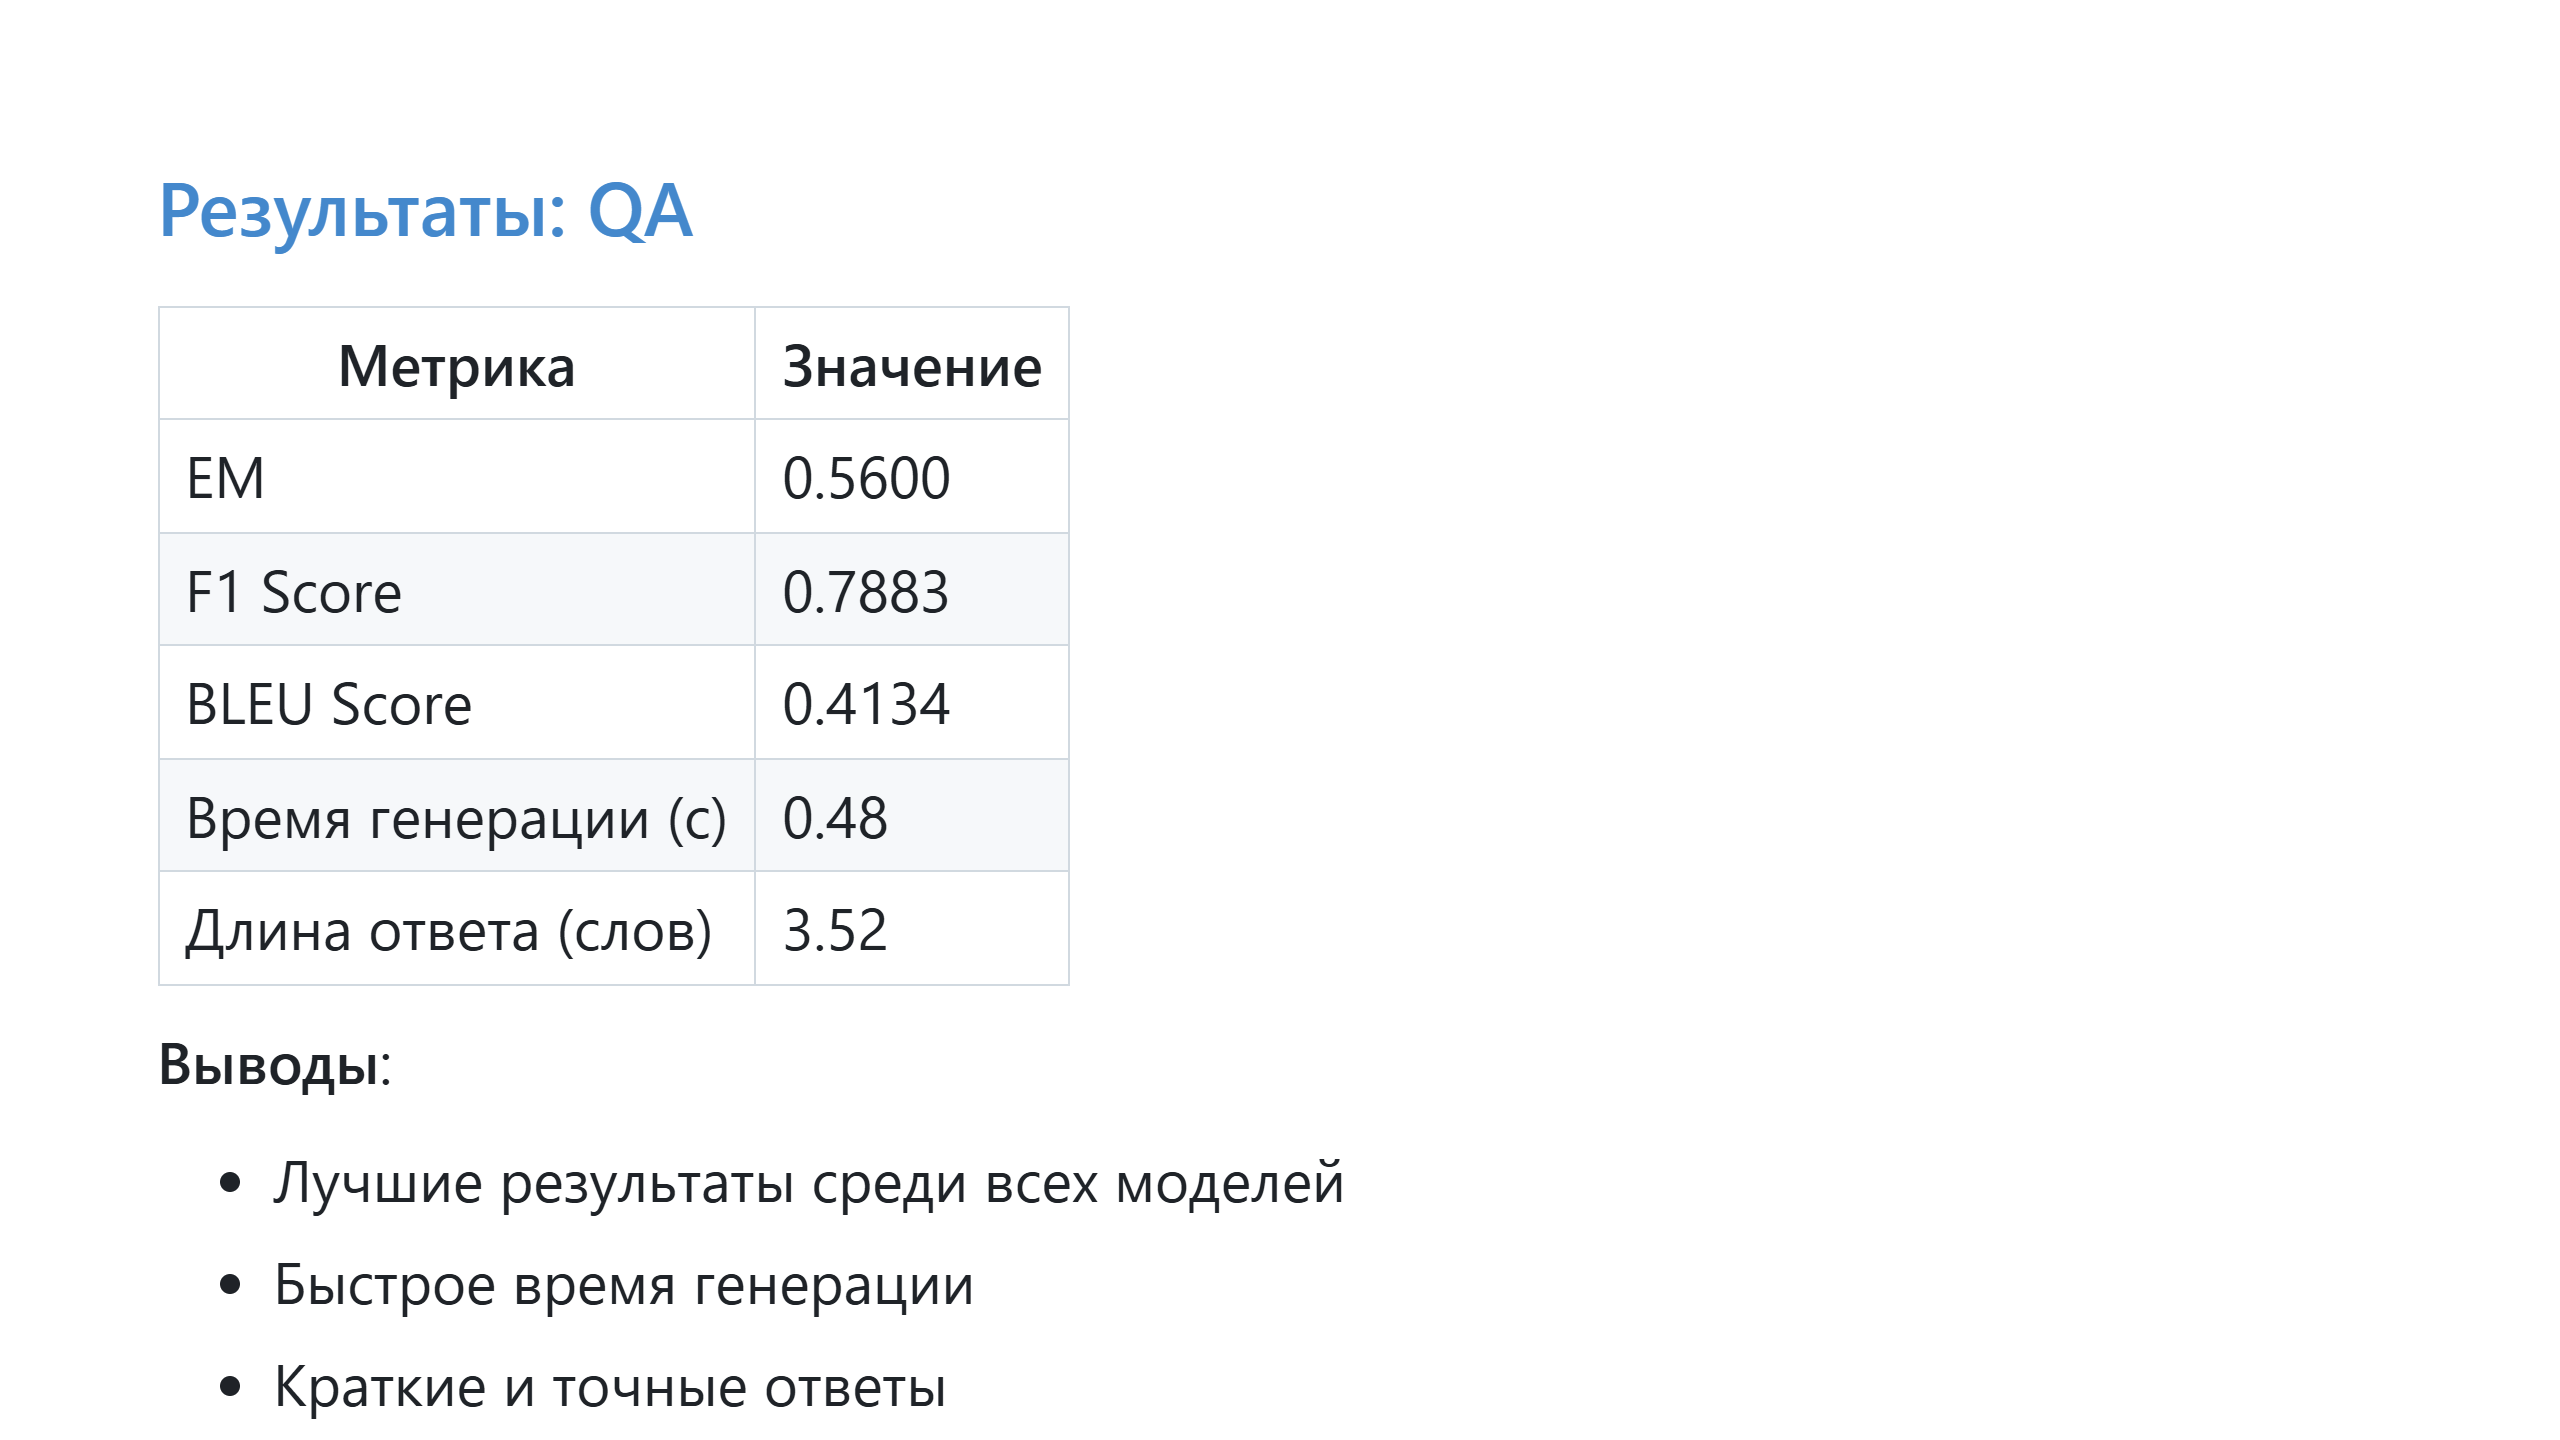 Результаты: QA
Метрика Значение
EM 0.5600
F1 Score 0.7883
BLEU Score 0.4134
Время генерации (с) 0.48
Длина ответа (слов) 3.52
Выводы:
• Лучшие результаты среди всех моделей
• Быстрое время генерации
• Краткие и точные ответы